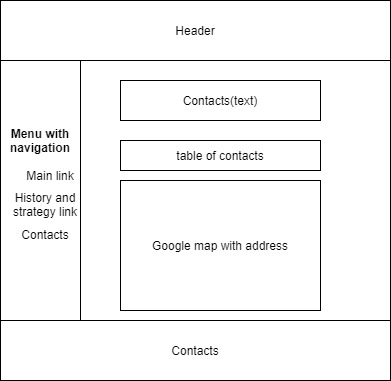 Header
Menu with
navigation
Main link
History and
strategy link
Contacts
Contacts(text)
table of contacts
Google map with address
Contacts